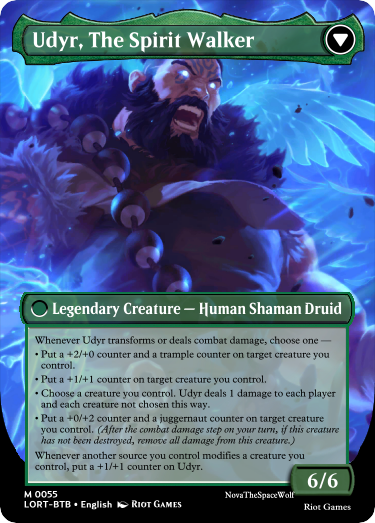 Udyr, The Spirit Walker
Legendary Creature — Human Shaman Druid
Whenever Udyr transforms or deals combat damage, choose one —
• Put a +2/+0 counter and a trample counter on target creature you
control.
• Put a +1/+1 counter on target creature you control.
• Choose a creature you control. Udyr deals 1 damage to each player
and each creature not chosen this way.
• Put a +0/+2 counter and a juggernaut counter on target creature
you control. (After the combat damage step on your turn, if this creature
has not been destroyed, remove all damage from this creature.)
Whenever another source you control modifies a creature you
control, put a +1/+1 counter on Udyr.
6/6
M 0055
LORT-BTB • English RIOT GAMES
NovaTheSpaceWolf
Riot Games